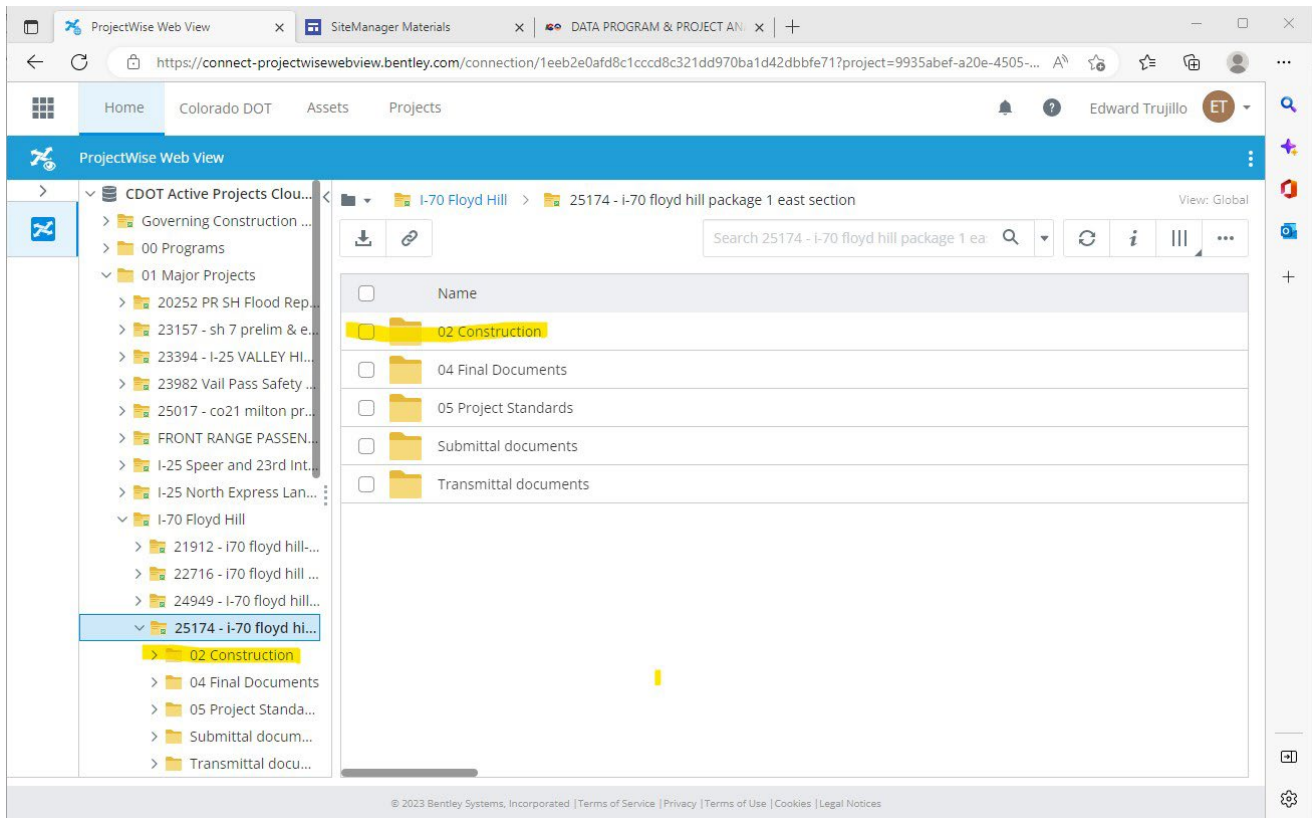 ProjectWise Web View
SiteManager Materials
DATA PROGRAM & PROJECT AN
https://connect-projectwisewebview.bentley.com/connection/1eeb2e0afd8c1cccd8c321dd970ba1d42dbbfe71?project=9935abef-a20e-4505-...
Home Colorado DOT Assets Projects Edward Trujillo ET
ProjectWise Web View
CDOT Active Projects Clou...
Governing Construction ...
00 Programs
01 Major Projects
20252 PR SH Flood Rep...
23157 - sh 7 prelim & e...
23394 - I-25 VALLEY HI...
23982 Vail Pass Safety ...
25017 - co21 milton pr...
FRONT RANGE PASSEN...
I-25 Speer and 23rd Int...
I-25 North Express Lan...
I-70 Floyd Hill
21912 - i70 floyd hill-...
22716 - i70 floyd hill ...
24949 - I-70 floyd hill...
25174 - i-70 floyd hi...
02 Construction
04 Final Documents
05 Project Standa...
Submittal docum...
Transmittal docu...
I-70 Floyd Hill > 25174 - i-70 floyd hill package 1 east section View: Global
Search 25174 - i-70 floyd hill package 1 ea
Name
02 Construction
04 Final Documents
05 Project Standards
Submittal documents
Transmittal documents
© 2023 Bentley Systems, Incorporated |Terms of Service |Privacy |Terms of Use |Cookies |Legal Notices